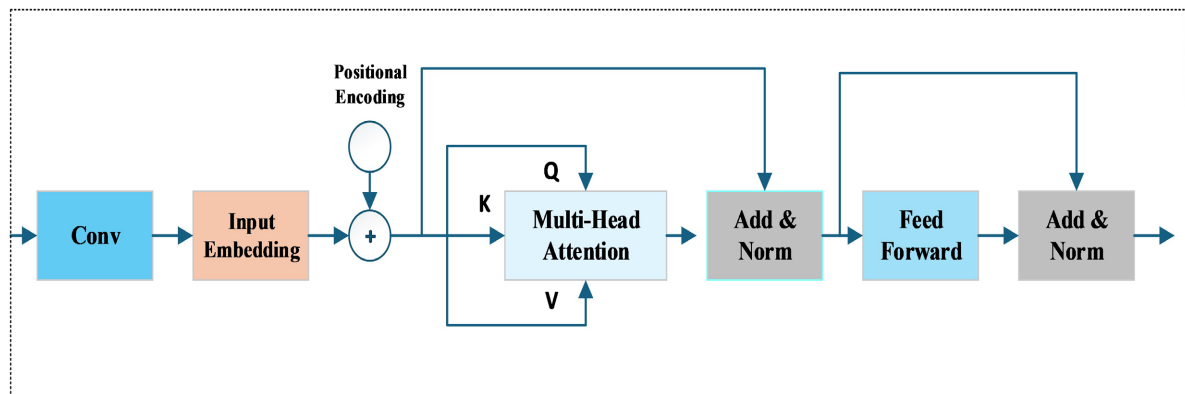 Positional
Encoding
Conv
Input
Embedding
+
Q
K
V
Multi-Head
Attention
Add &
Norm
Feed
Forward
Add &
Norm